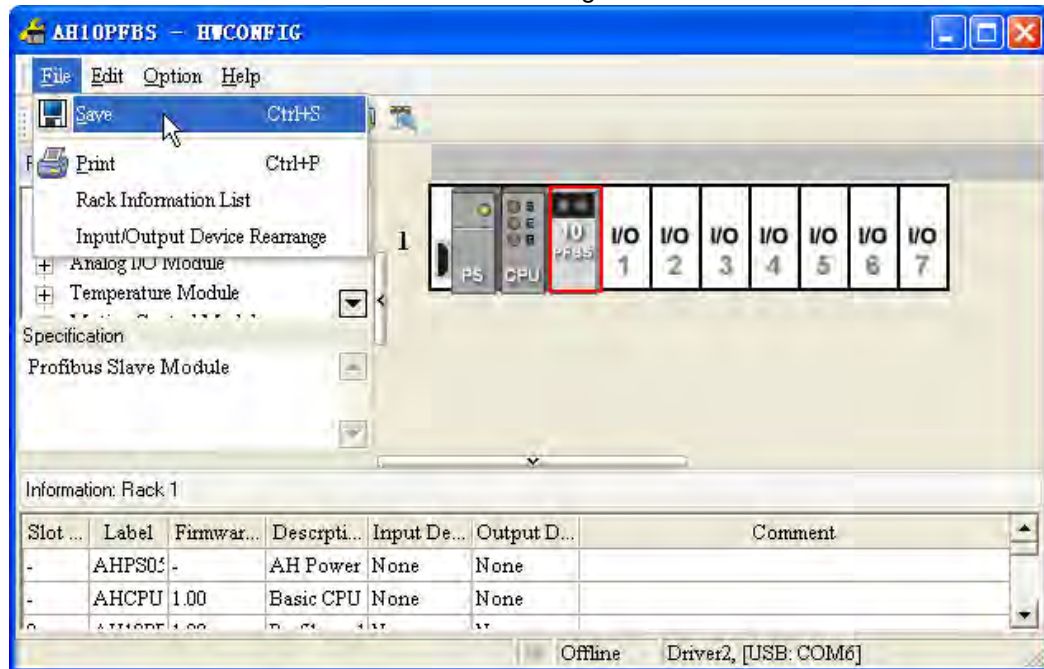 AH10PFBS - HWCONFIG
File Edit Option Help
Save Ctrl+S
Print Ctrl+P
Rack Information List
Input/Output Device Rearrange
Analog I/O Module
Temperature Module
Specification
Profibus Slave Module
1
PS CPU 10 PFBS I/O 1 I/O 2 I/O 3 I/O 4 I/O 5 I/O 6 I/O 7
Information: Rack 1
Slot ... Label Firmwar... Descrpti... Input De... Output D... Comment
- AHPS05 - AH Power None None
- AHCPU 1.00 Basic CPU None None
Offline Driver2, [USB: COM6]